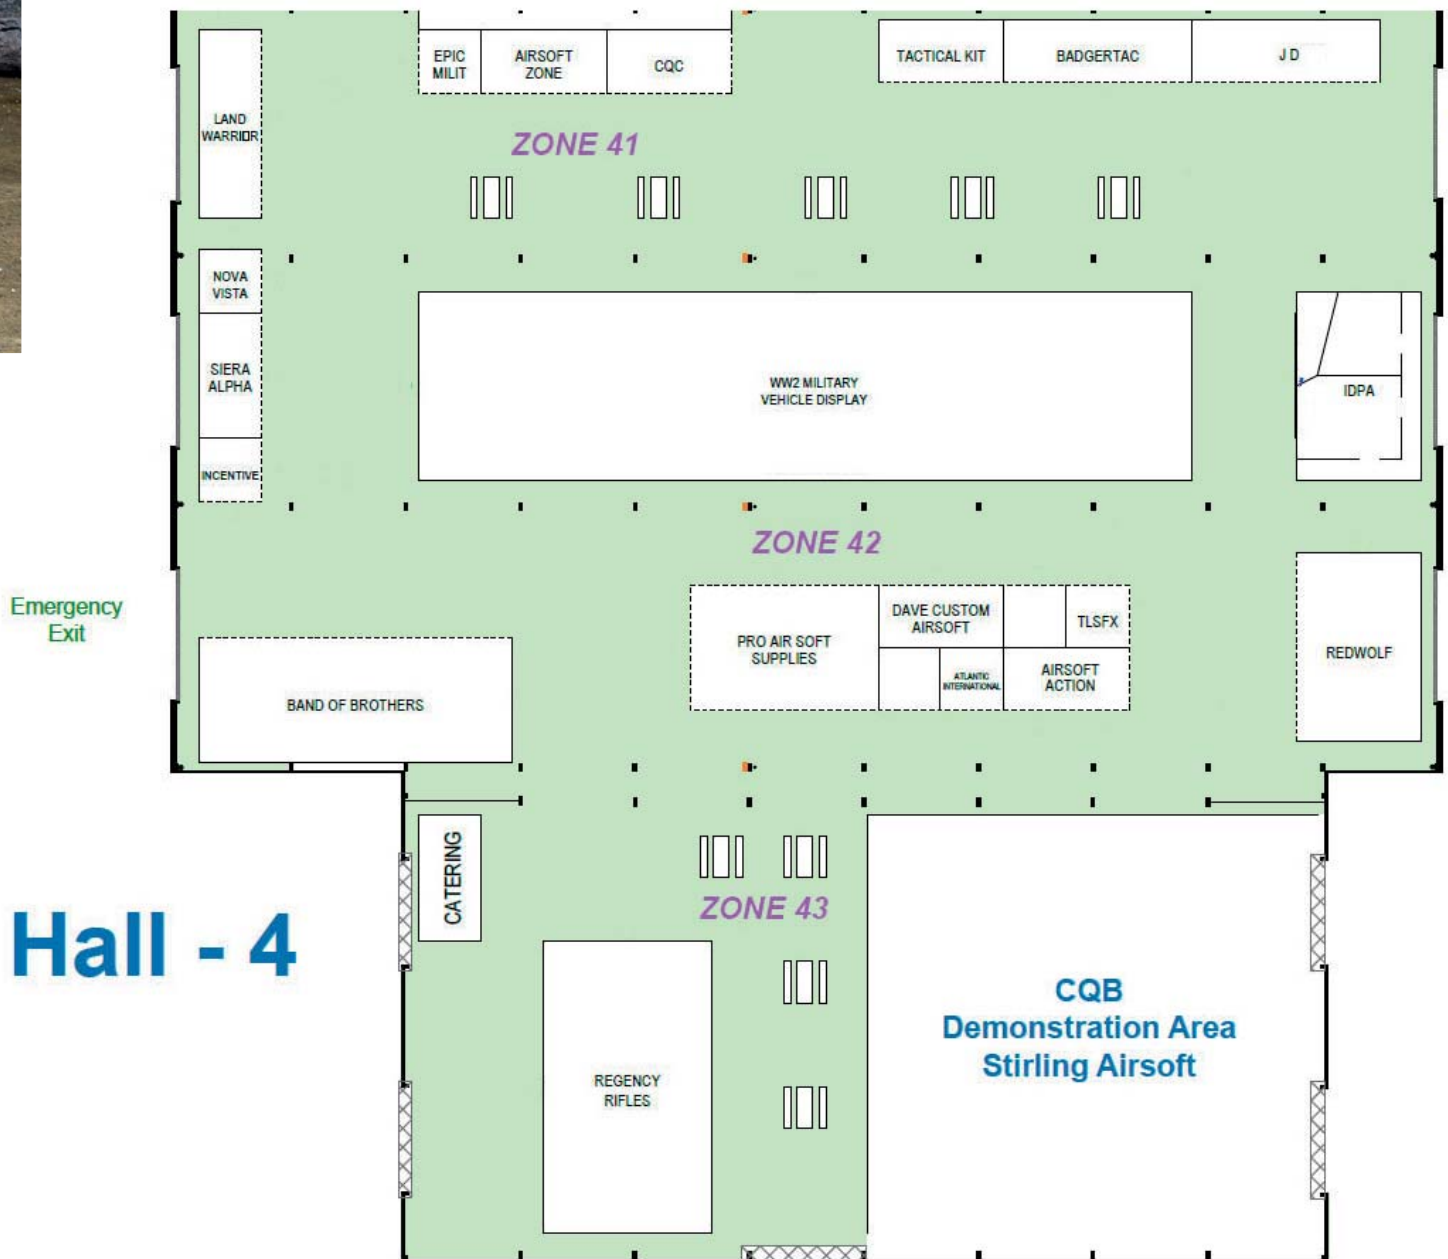 EPIC
MILIT
AIRSOFT
ZONE
CQC
TACTICAL KIT
BADGERTAC
J D
LAND
WARRIOR
ZONE 41
NOVA
VISTA
SIERA
ALPHA
INCENTIVE
WW2 MILITARY
VEHICLE DISPLAY
IDPA
ZONE 42
Emergency
Exit
PRO AIR SOFT
SUPPLIES
DAVE CUSTOM
AIRSOFT
TLSFX
ATLANTIC
INTERNATIONAL
AIRSOFT
ACTION
REDWOLF
BAND OF BROTHERS
CATERING
ZONE 43
Hall - 4
REGENCY
RIFLES
CQB
Demonstration Area
Stirling Airsoft